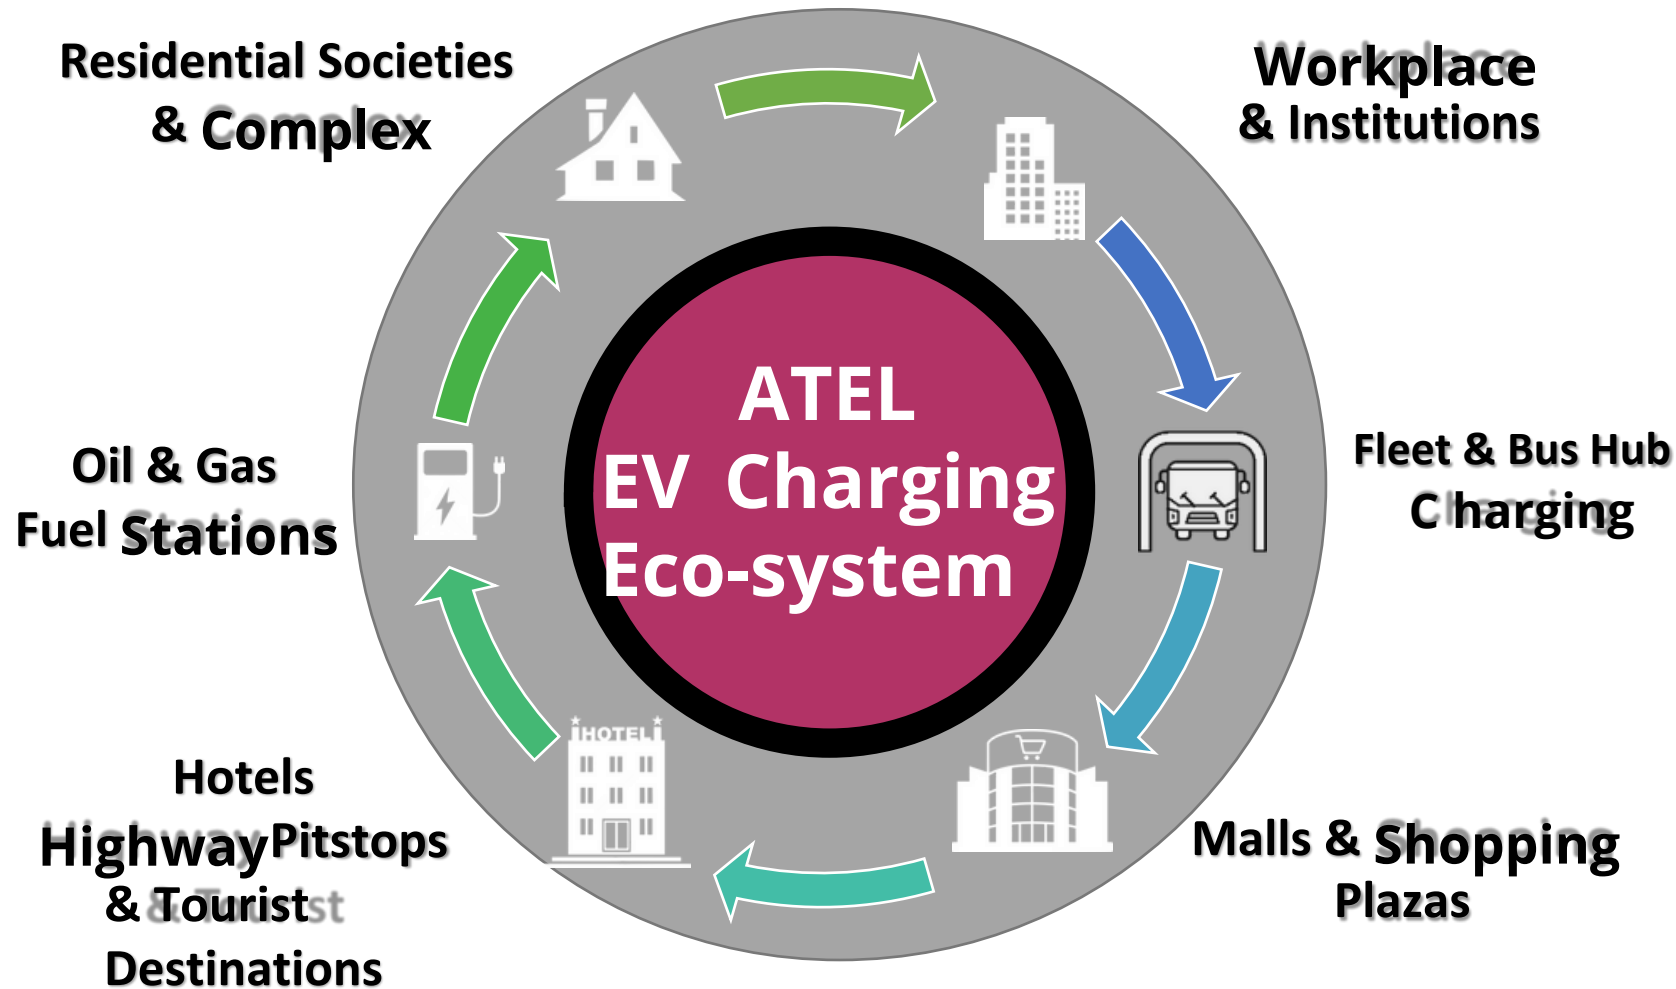 Residential Societies
& Complex
Workplace
& Institutions
ATEL
EV Charging
Eco-system
Oil & Gas
Fuel Stations
Fleet & Bus Hub
C harging
HOTEL
Hotels
Highway Pitstops
& Tourist
Destinations
Malls & Shopping
Plazas